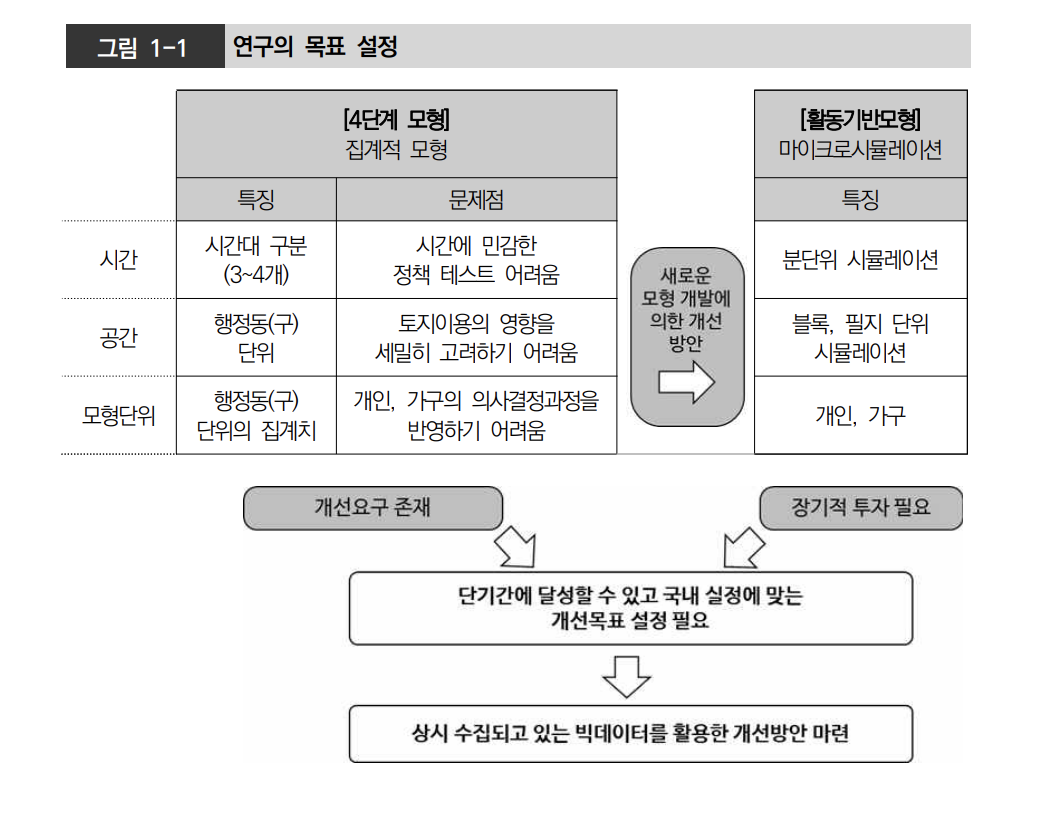 그림 1-1 연구의 목표 설정
[4단계 모형]
집계적 모형
[활동기반모형]
마이크로시뮬레이션
특징
문제점
특징
시간
시간대 구분
(3~4개)
시간에 민감한
정책 테스트 어려움
분단위 시뮬레이션
공간
행정동(구)
단위
토지이용의 영향을
세밀히 고려하기 어려움
블록, 필지 단위
시뮬레이션
모형단위
행정동(구)
단위의 집계치
개인, 가구의 의사결정과정을
반영하기 어려움
개인, 가구
새로운
모형 개발에
의한 개선
방안
개선요구 존재
장기적 투자 필요
단기간에 달성할 수 있고 국내 실정에 맞는
개선목표 설정 필요
상시 수집되고 있는 빅데이터를 활용한 개선방안 마련